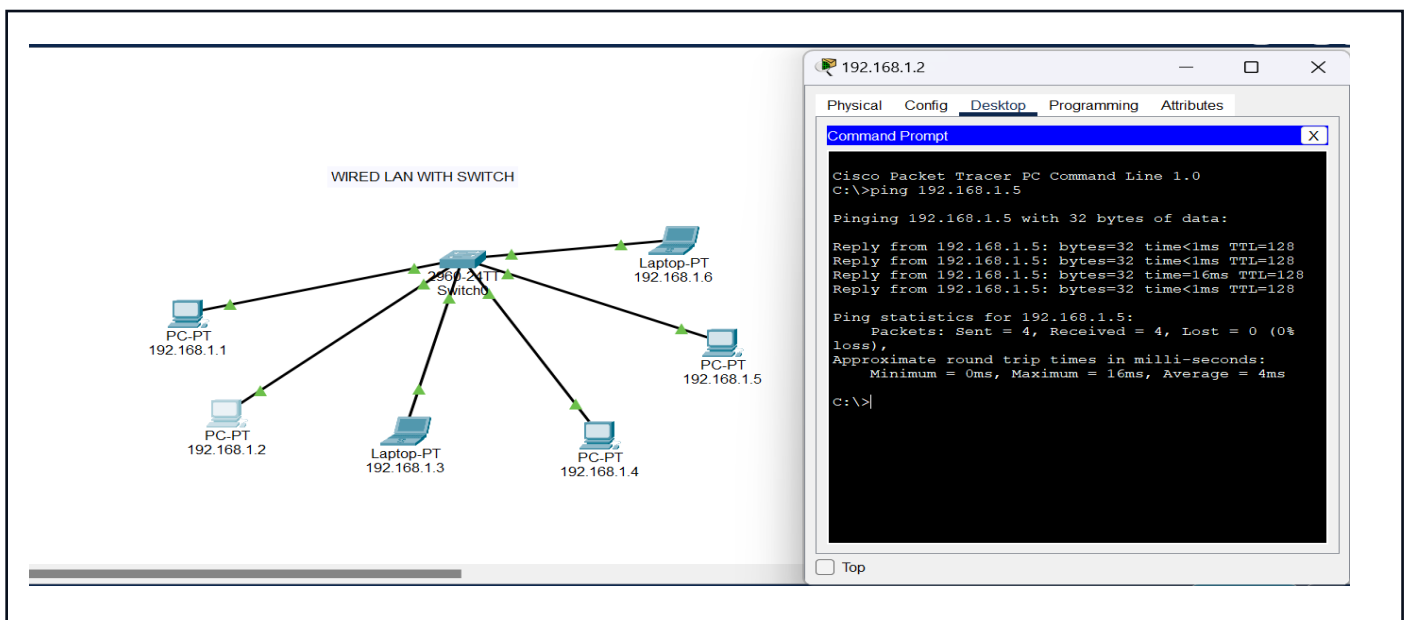 WIRED LAN WITH SWITCH
2960-24TT
Switch0
Laptop-PT
192.168.1.6
PC-PT
192.168.1.1
PC-PT
192.168.1.5
PC-PT
192.168.1.2
Laptop-PT
192.168.1.3
PC-PT
192.168.1.4
192.168.1.2
Physical Config Desktop Programming Attributes
Command Prompt X
Cisco Packet Tracer PC Command Line 1.0
C:\>ping 192.168.1.5
Pinging 192.168.1.5 with 32 bytes of data:
Reply from 192.168.1.5: bytes=32 time<1ms TTL=128
Reply from 192.168.1.5: bytes=32 time<1ms TTL=128
Reply from 192.168.1.5: bytes=32 time=16ms TTL=128
Reply from 192.168.1.5: bytes=32 time<1ms TTL=128
Ping statistics for 192.168.1.5:
Packets: Sent = 4, Received = 4, Lost = 0 (0%
loss),
Approximate round trip times in milli-seconds:
Minimum = 0ms, Maximum = 16ms, Average = 4ms
C:\>
Top